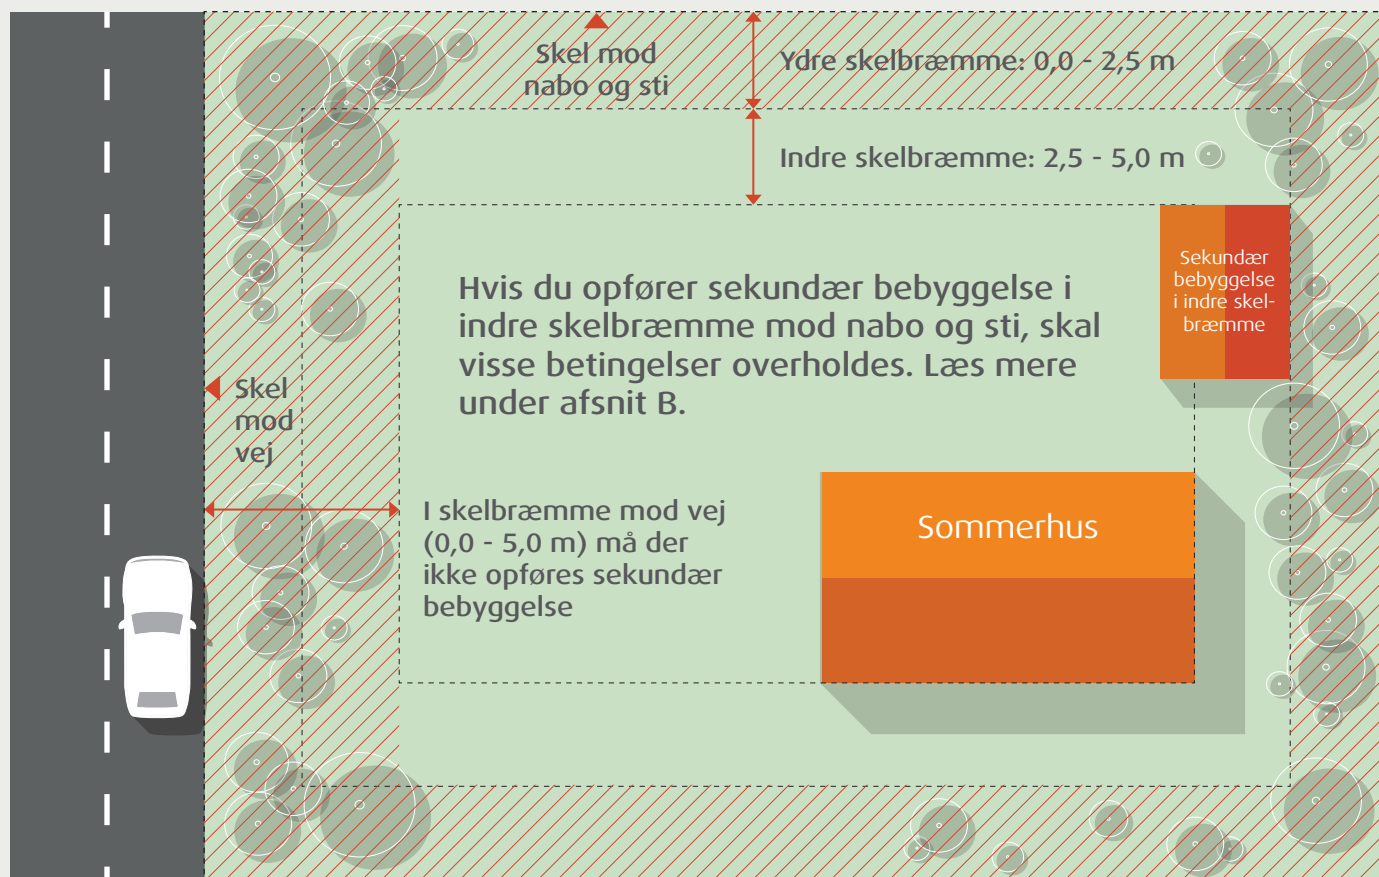 Skel mod
nabo og sti
Ydre skelbræmme: 0,0 - 2,5 m
Indre skelbræmme: 2,5 - 5,0 m
Sekundær
bebyggelse
i indre skel-
bræmme
Hvis du opfører sekundær bebyggelse i
indre skelbræmme mod nabo og sti, skal
visse betingelser overholdes. Læs mere
under afsnit B.
Skel
mod
vej
I skelbræmme mod vej
(0,0 - 5,0 m) må der
ikke opføres sekundær
bebyggelse
Sommerhus